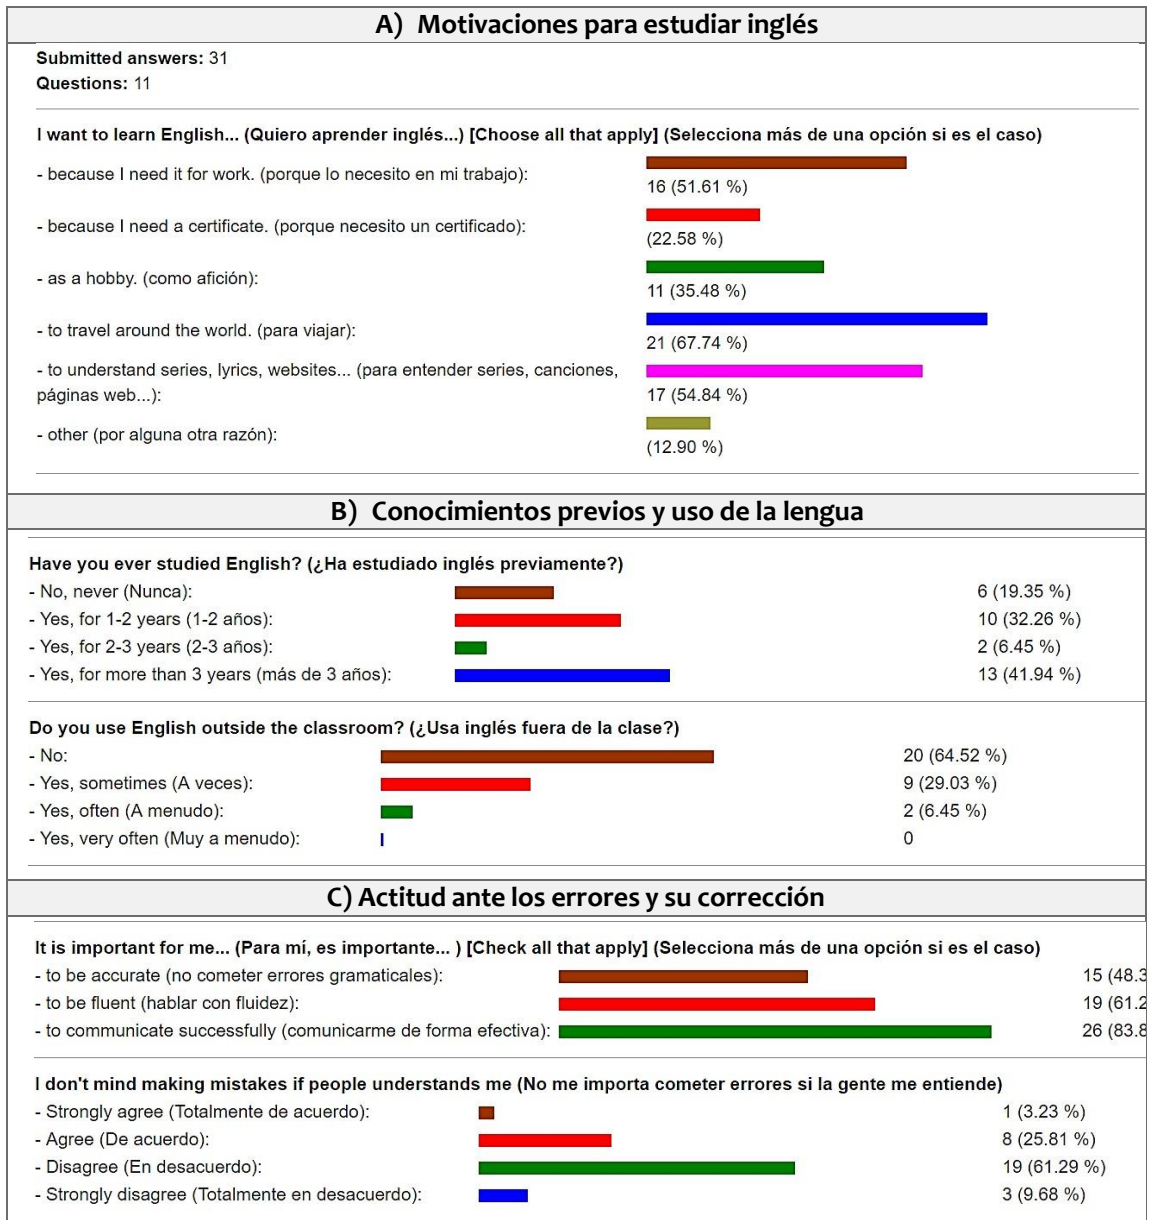 A) Motivaciones para estudiar inglés
Submitted answers: 31
Questions: 11
I want to learn English... (Quiero aprender inglés...) [Choose all that apply] (Selecciona más de una opción si es el caso)
- because I need it for work. (porque lo necesito en mi trabajo):
16 (51.61 %)
- because I need a certificate. (porque necesito un certificado):
(22.58 %)
- as a hobby. (como afición):
11 (35.48 %)
- to travel around the world. (para viajar):
21 (67.74 %)
- to understand series, lyrics, websites... (para entender series, canciones,
páginas web...):
17 (54.84 %)
- other (por alguna otra razón):
(12.90 %)
B) Conocimientos previos y uso de la lengua
Have you ever studied English? (¿Ha estudiado inglés previamente?)
- No, never (Nunca): 6 (19.35 %)
- Yes, for 1-2 years (1-2 años): 10 (32.26 %)
- Yes, for 2-3 years (2-3 años): 2 (6.45 %)
- Yes, for more than 3 years (más de 3 años): 13 (41.94 %)
Do you use English outside the classroom? (¿Usa inglés fuera de la clase?)
- No: 20 (64.52 %)
- Yes, sometimes (A veces): 9 (29.03 %)
- Yes, often (A menudo): 2 (6.45 %)
- Yes, very often (Muy a menudo): 0
C) Actitud ante los errores y su corrección
It is important for me... (Para mí, es importante... ) [Check all that apply] (Selecciona más de una opción si es el caso)
- to be accurate (no cometer errores gramaticales): 15 (48.3
- to be fluent (hablar con fluidez): 19 (61.2
- to communicate successfully (comunicarme de forma efectiva): 26 (83.8
I don't mind making mistakes if people understands me (No me importa cometer errores si la gente me entiende)
- Strongly agree (Totalmente de acuerdo): 1 (3.23 %)
- Agree (De acuerdo): 8 (25.81 %)
- Disagree (En desacuerdo): 19 (61.29 %)
- Strongly disagree (Totalmente en desacuerdo): 3 (9.68 %)